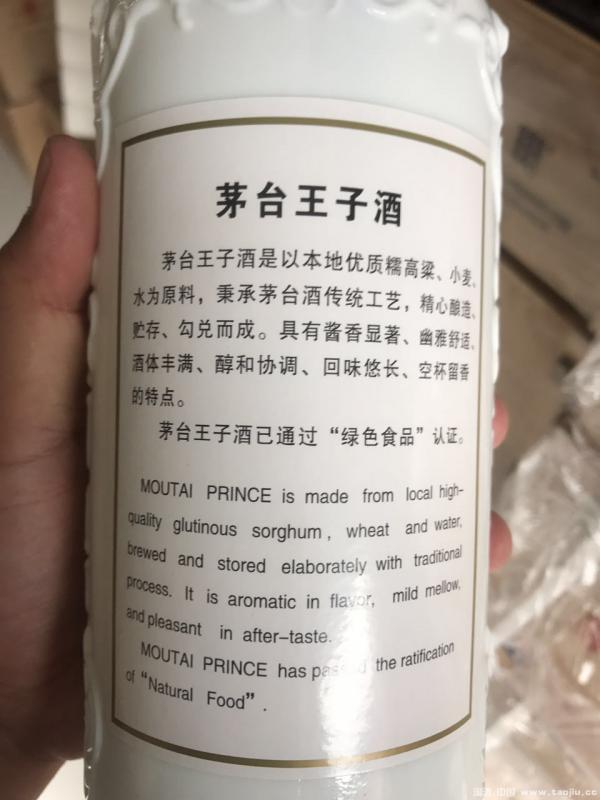 茅台王子酒
茅台王子酒是以本地优质糯高粱、小麦、
水为原料，秉承茅台酒传统工艺，精心酿造、
贮存、勾兑而成。具有酱香显著、幽雅舒适、
酒体丰满、醇和协调、回味悠长、空杯留香
的特点。
茅台王子酒已通过“绿色食品”认证。
MOUTAI PRINCE is made from local high-
quality glutinous sorghum, wheat and water,
brewed and stored elaborately with traditional
process. It is aromatic in flavor, mild mellow,
and pleasant in after-taste.
MOUTAI PRINCE has the ratification
of “Natural Food”.
www.taojiu.cc